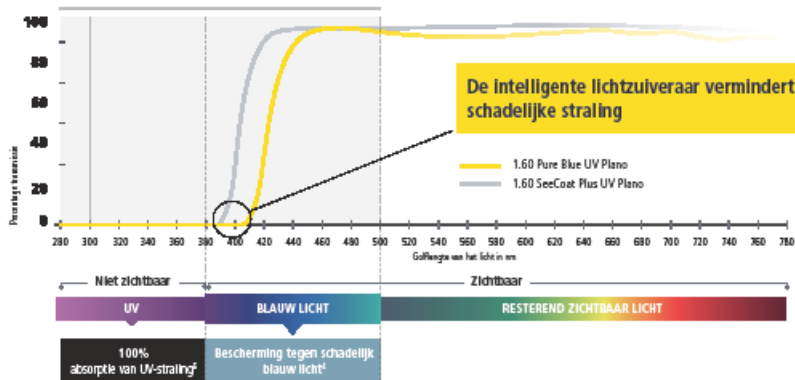 100
80
60
40
20
0
Percentage transmissie
De intelligente lichtzuiveraar vermindert
schadelijke straling
1.60 Pure Blue UV Plano
1.60 SeeCoat Plus UV Plano
280 300 320 340 360 380 400 420 440 460 480 500 520 540 560 580 600 620 640 660 680 700 720 740 760 780
Golflengte van het licht in nm
Niet zichtbaar
Zichtbaar
UV
BLAUW LICHT
RESTEREND ZICHTBAAR LICHT
100%
absorptie van UV-straling
Bescherming tegen schadelijk
blauw licht